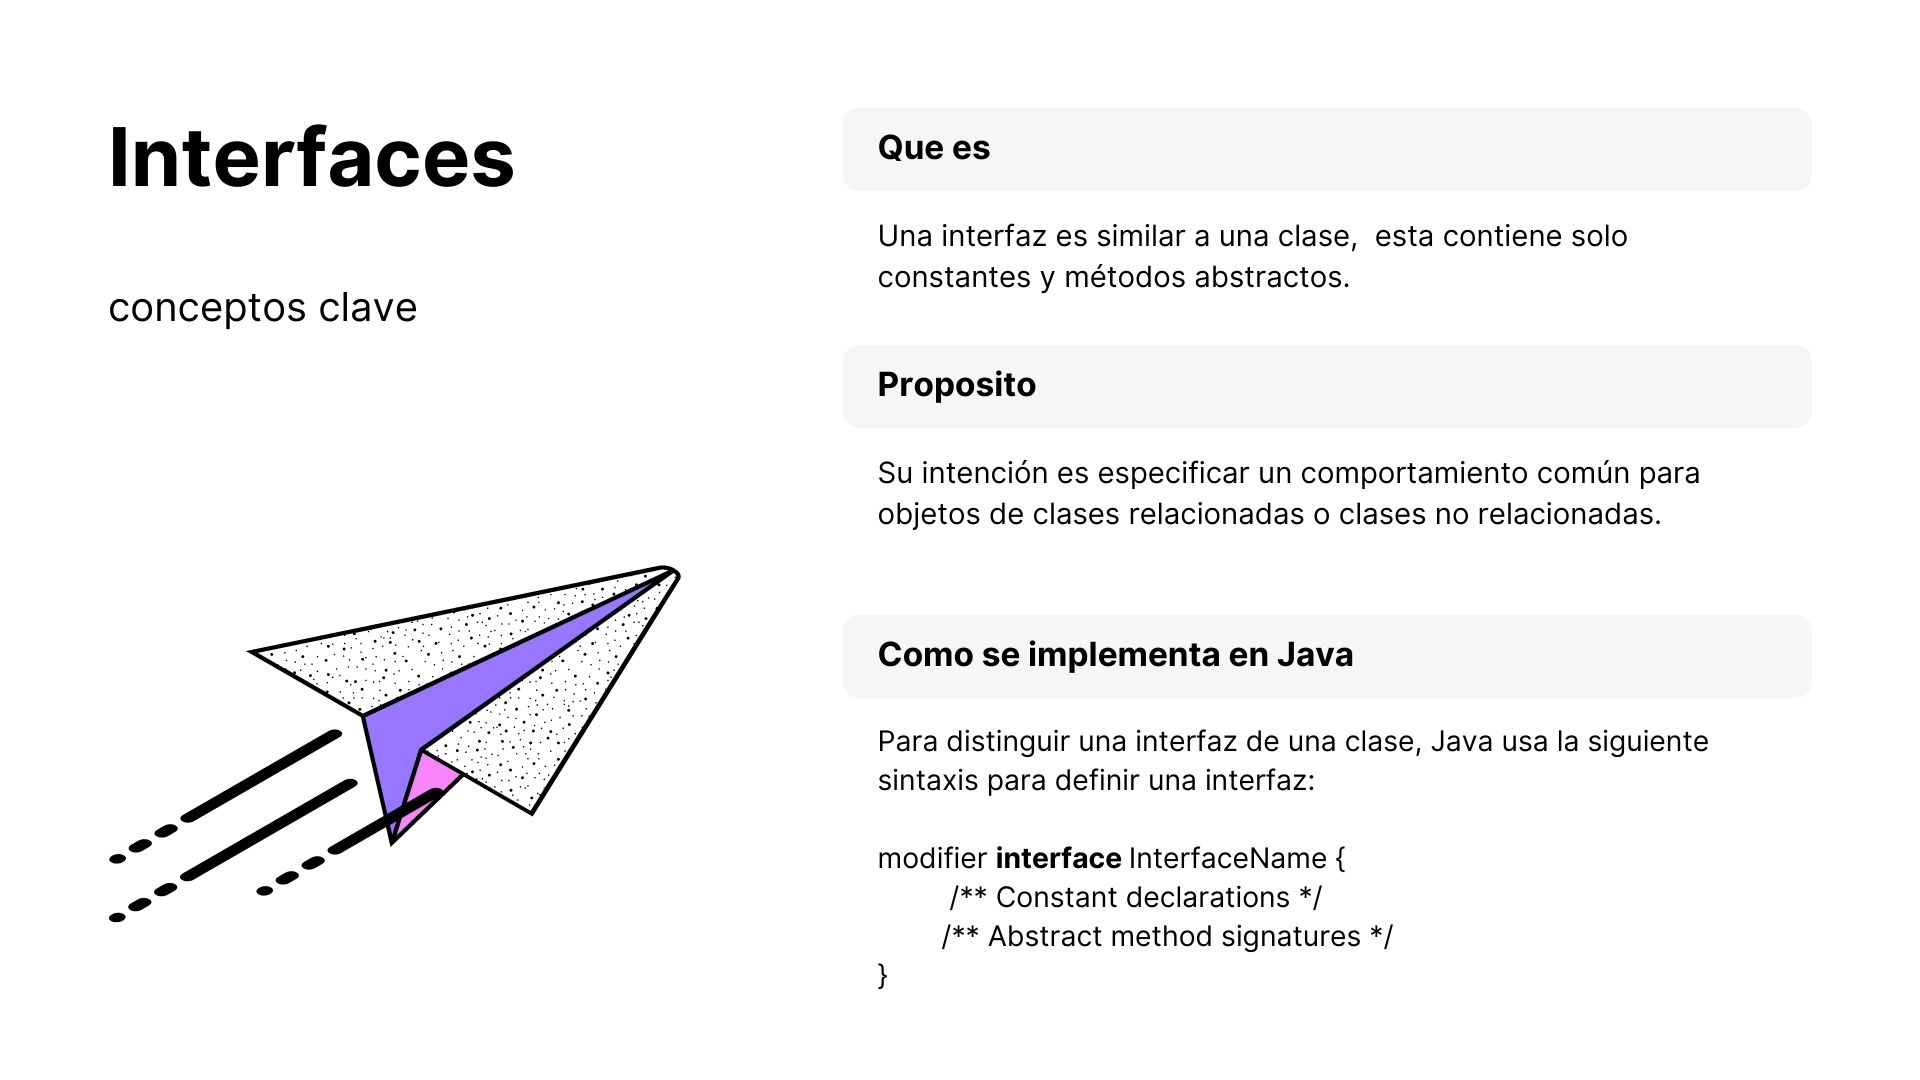 Interfaces
conceptos clave
Que es
Una interfaz es similar a una clase,  esta contiene solo
constantes y métodos abstractos.
Proposito
Su intención es especificar un comportamiento común para
objetos de clases relacionadas o clases no relacionadas.
Como se implementa en Java
Para distinguir una interfaz de una clase, Java usa la siguiente
sintaxis para definir una interfaz:
modifier interface InterfaceName {
/** Constant declarations */
/** Abstract method signatures */
}